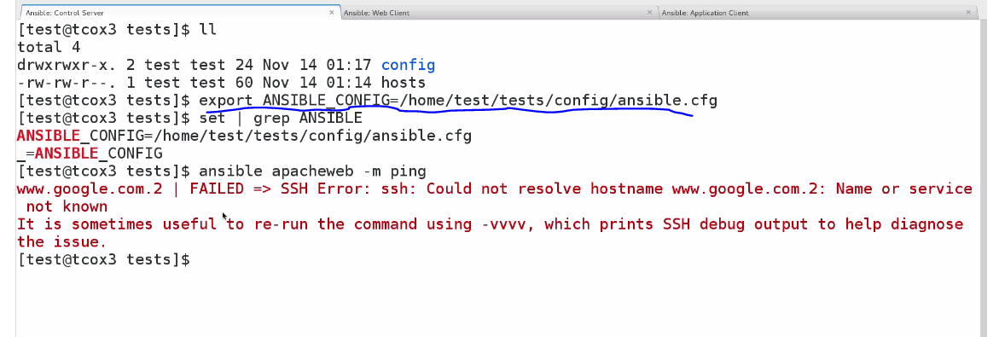 Ansible: Control Server × Ansible: Web Client × Ansible: Application Client ×
[test@tcox3 tests]$ ll
total 4
drwxrwxr-x. 2 test test 24 Nov 14 01:17 config
-rw-rw-r--. 1 test test 60 Nov 14 01:14 hosts
[test@tcox3 tests]$ export ANSIBLE_CONFIG=/home/test/tests/config/ansible.cfg
[test@tcox3 tests]$ set | grep ANSIBLE
ANSIBLE_CONFIG=/home/test/tests/config/ansible.cfg
_=ANSIBLE_CONFIG
[test@tcox3 tests]$ ansible apacheweb -m ping
www.google.com.2 | FAILED => SSH Error: ssh: Could not resolve hostname www.google.com.2: Name or service
not known
It is sometimes useful to re-run the command using -vvvv, which prints SSH debug output to help diagnose
the issue.
[test@tcox3 tests]$